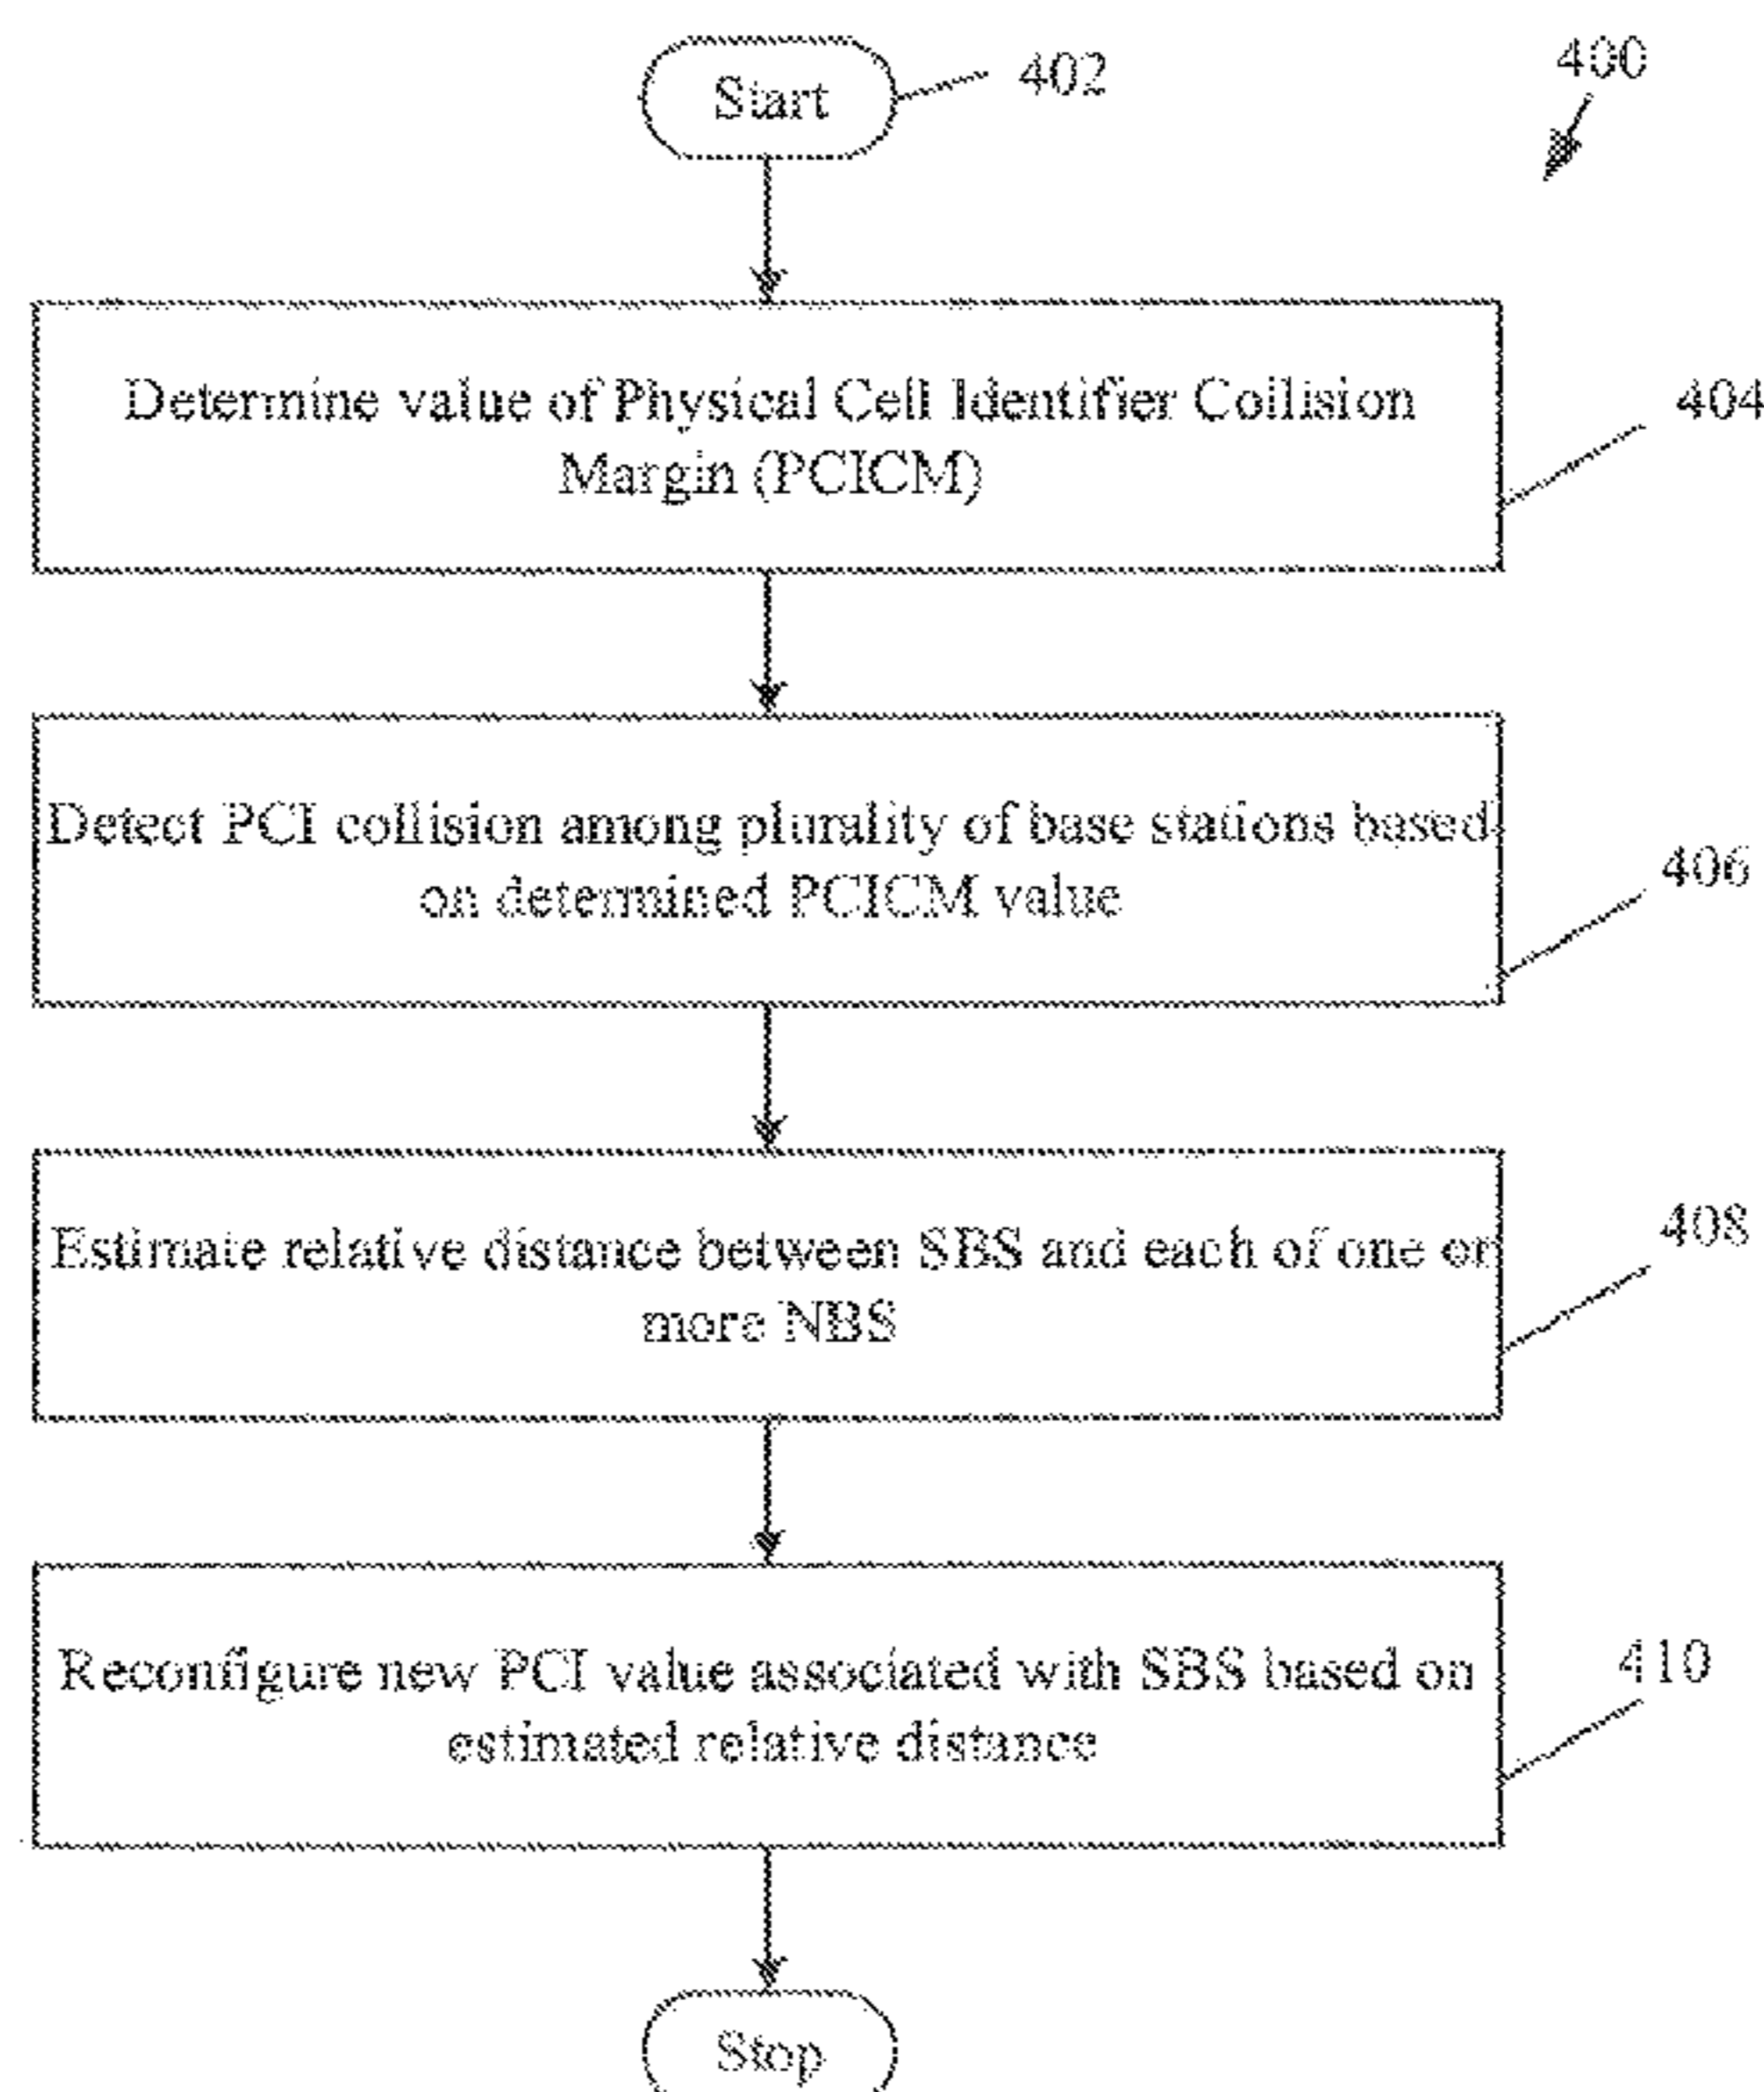 Start
402
400
Determine value of Physical Cell Identifier Collision
Margin (PCICM)
404
Detect PCI collision among plurality of base stations based
on determined PCICM value
406
Estimate relative distance between SBS and each of one or
more NBS
408
Reconfigure new PCI value associated with SBS based on
estimated relative distance
410
Stop